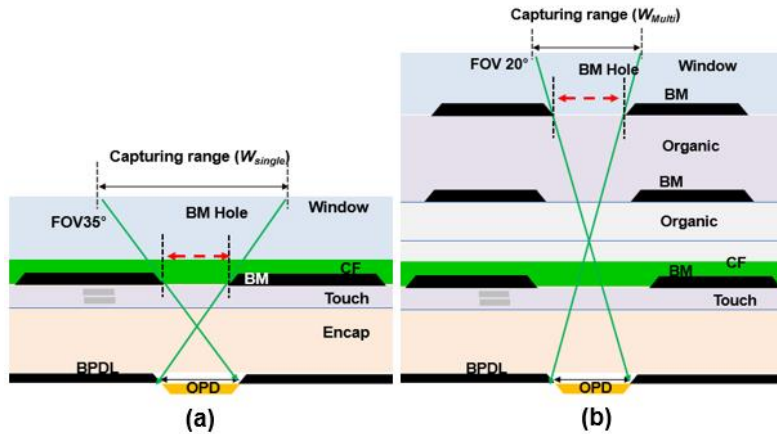 Capturing range (W_single)
FOV35°
BM Hole
Window
CF
BM
Touch
Encap
BPDL
OPD
(a)
Capturing range (W_Multi)
FOV 20°
BM Hole
Window
BM
Organic
BM
Organic
CF
BM
Touch
Encap
BPDL
OPD
(b)